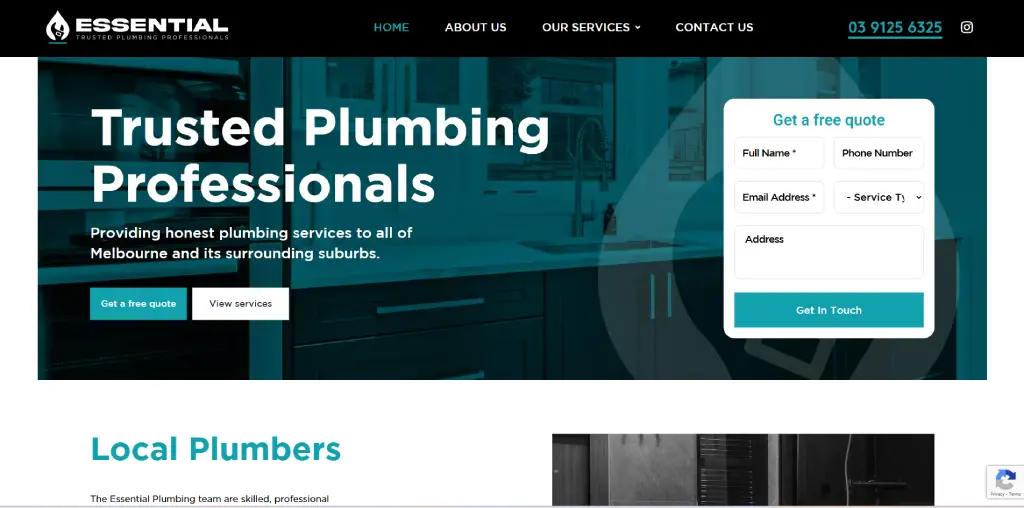 ESSENTIAL
TRUSTED PLUMBING PROFESSIONALS
HOME ABOUT US OUR SERVICES CONTACT US 03 9125 6325
Trusted Plumbing
Professionals
Providing honest plumbing services to all of
Melbourne and its surrounding suburbs.
Get a free quote View services
Get a free quote
Full Name * Phone Number
Email Address * - Service Ty
Address
Get In Touch
Local Plumbers
The Essential Plumbing team are skilled, professional
Privacy - Terms